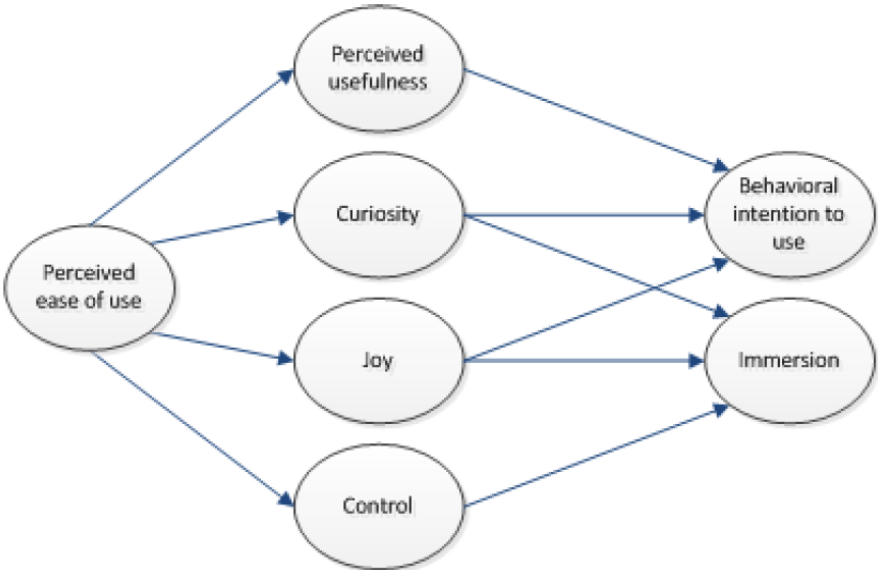 Perceived
usefulness
Curiosity
Behavioral
intention to
use
Perceived
ease of use
Joy
Immersion
Control